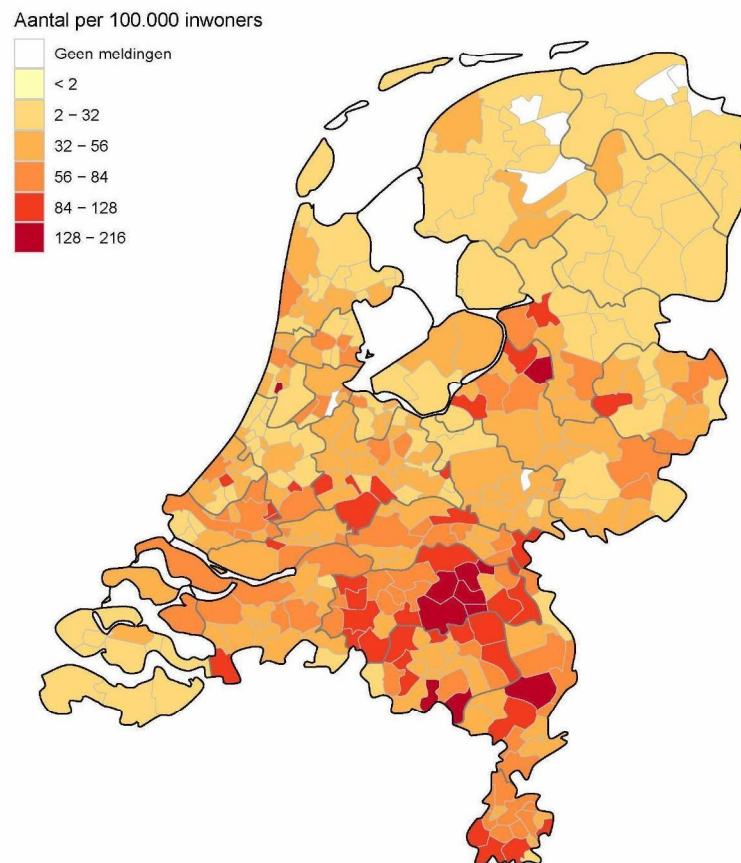 Aantal per 100.000 inwoners
Geen meldingen
< 2
2 – 32
32 – 56
56 – 84
84 – 128
128 – 216